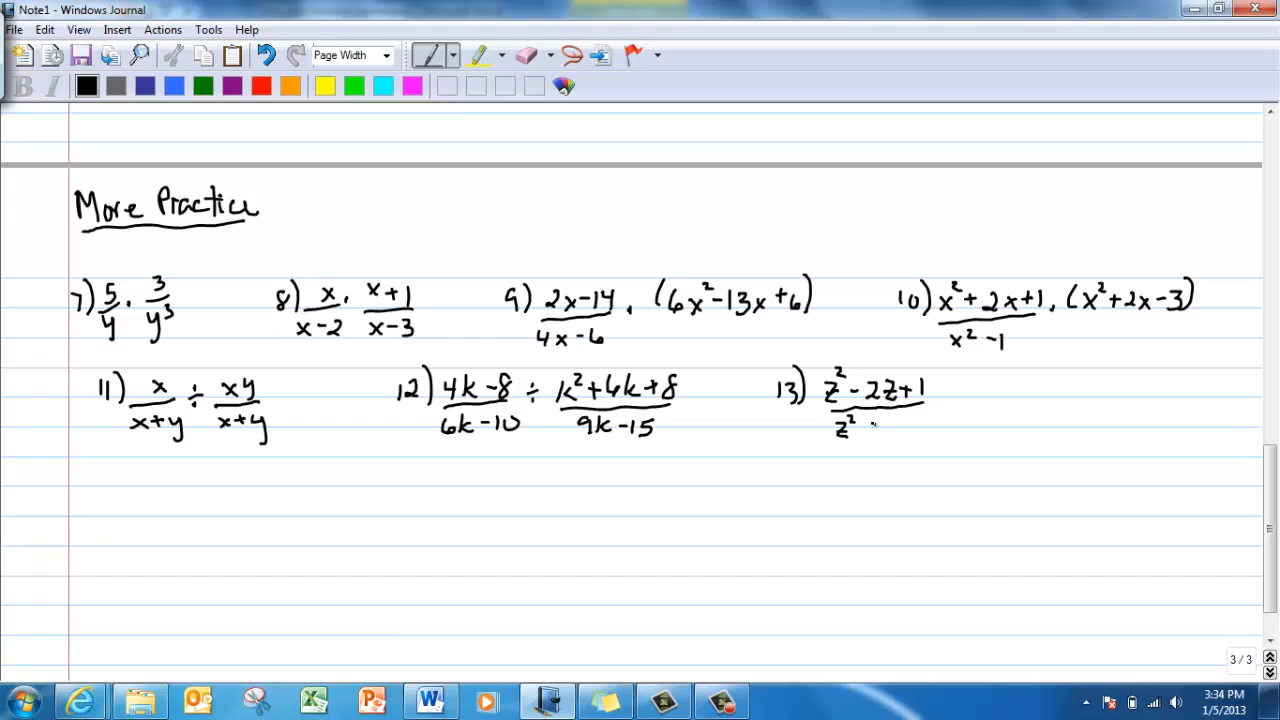 Note1 - Windows Journal
File Edit View Insert Actions Tools Help
Page Width
B I
More Practice
7) 5/y · 3/y³ 8) x/x-2 · x+1/x-3 9) 2x-14/4x-6 · (6x²-13x+6) 10) x²+2x+1/x²-1 · (x²+2x-3)
11) x/x+y ÷ xy/x+y 12) 4k-8/6k-10 ÷ k²+6k+8/9k-15 13) z²-2z+1/z²
3 / 3
3:34 PM
1/5/2013